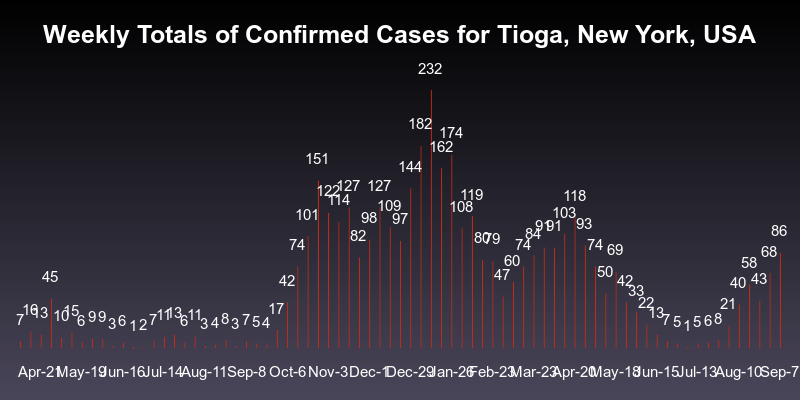 Weekly Totals of Confirmed Cases for Tioga, New York, USA
7 16 13 45 10 15 6 9 9 3 6 1 2 7 11 13 6 11 3 4 8 3 7 5 4 17 42 74 101 151 122 114 127 82 98 127 109 97 144 182 232 162 174 108 119 80 79 47 60 74 84 91 91 103 118 93 74 50 69 42 33 22 13 7 5 1 5 6 8 21 40 58 43 68 86
Apr-21 May-19 Jun-16 Jul-14 Aug-11 Sep-8 Oct-6 Nov-3 Dec-1 Dec-29 Jan-26 Feb-23 Mar-23 Apr-20 May-18 Jun-15 Jul-13 Aug-10 Sep-7